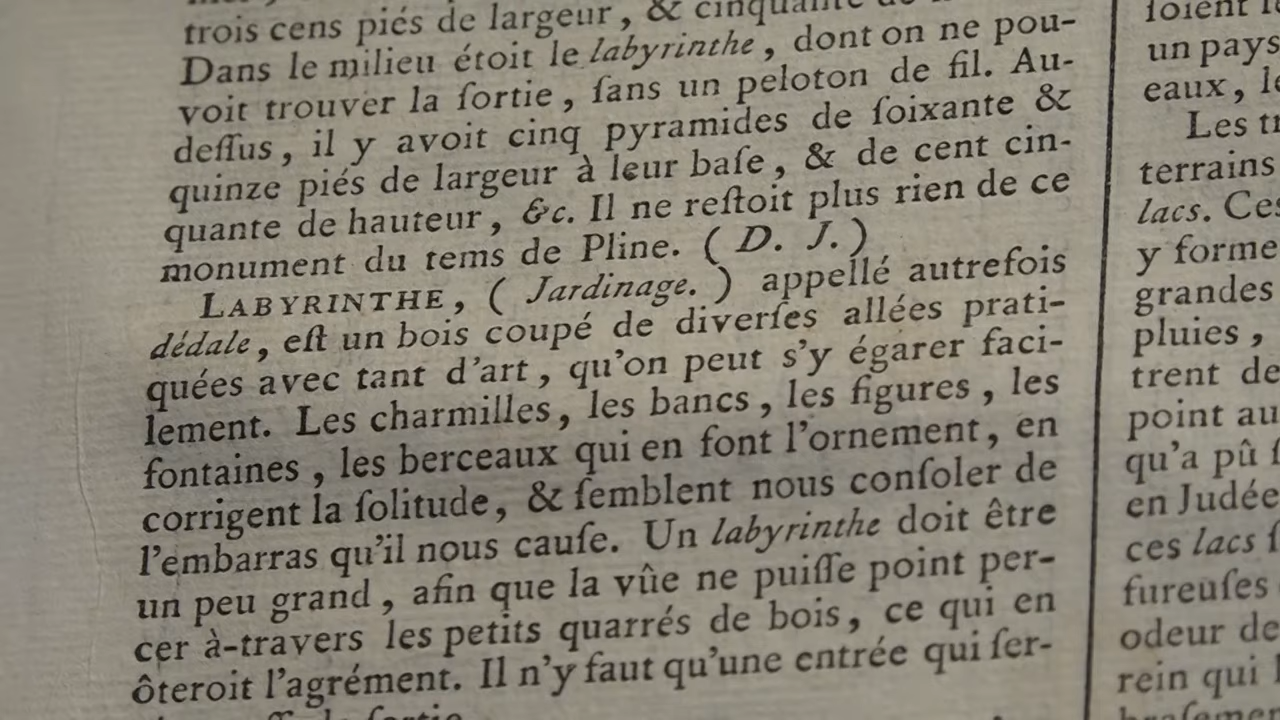 trois cens piés de largeur, & cinquante de
Dans le milieu étoit le labyrinthe, dont on ne pou-
voit trouver la ſortie, ſans un peloton de fil. Au-
deſſus, il y avoit cinq pyramides de ſoixante &
quinze piés de largeur à leur baſe, & de cent cin-
quante de hauteur, &c. Il ne reſtoit plus rien de ce
monument du tems de Pline. (D. J.)
LABYRINTHE, (Jardinage.) appellé autrefois
dédale, eſt un bois coupé de diverſes allées prati-
quées avec tant d'art, qu'on peut s'y égarer faci-
lement. Les charmilles, les bancs, les figures, les
fontaines, les berceaux qui en font l'ornement, en
corrigent la ſolitude, & ſemblent nous conſoler de
l'embarras qu'il nous cauſe. Un labyrinthe doit être
un peu grand, afin que la vûe ne puiſſe point per-
cer à-travers les petits quarrés de bois, ce qui en
ôteroit l'agrément. Il n'y faut qu'une entrée qui ſer-
la ſortie
un pays
eaux, le
Les tr
terrains
lacs. Ces
y forme
grandes
pluies,
trent de
point au
qu'a pû ſ
en Judée
ces lacs ſ
fureuſes
odeur de
rein qui